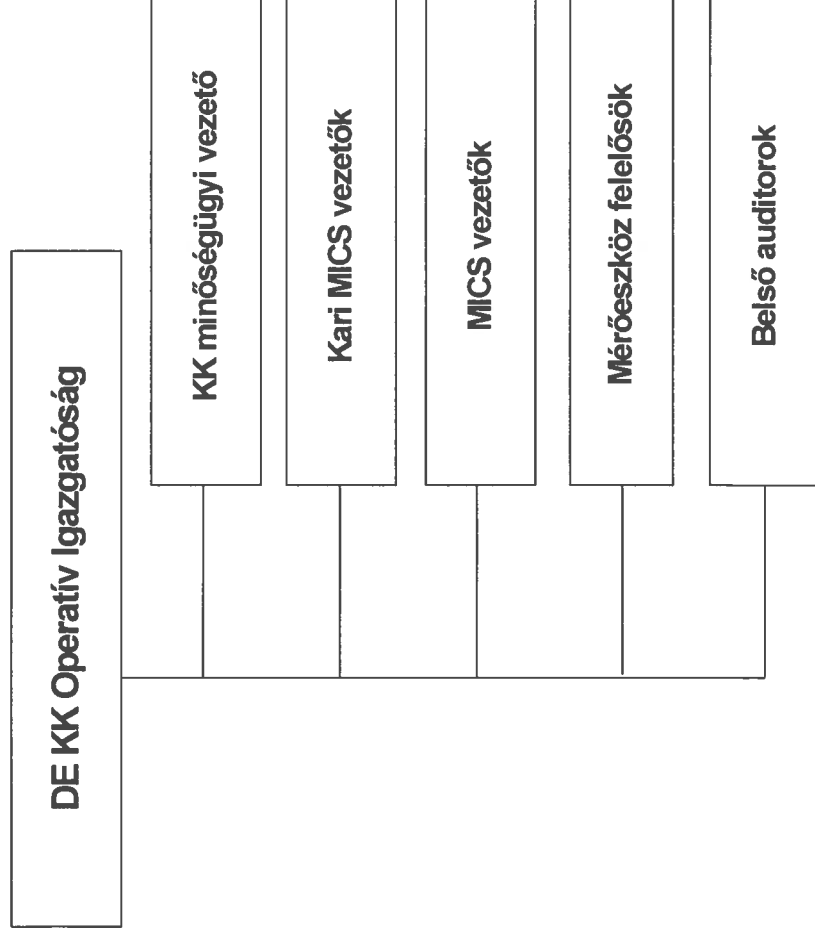 DE KK Operatív Igazgatóság
KK minőségügyi vezető
Kari MICS vezetők
MICS vezetők
Mérőeszköz felelősök
Belső auditorok